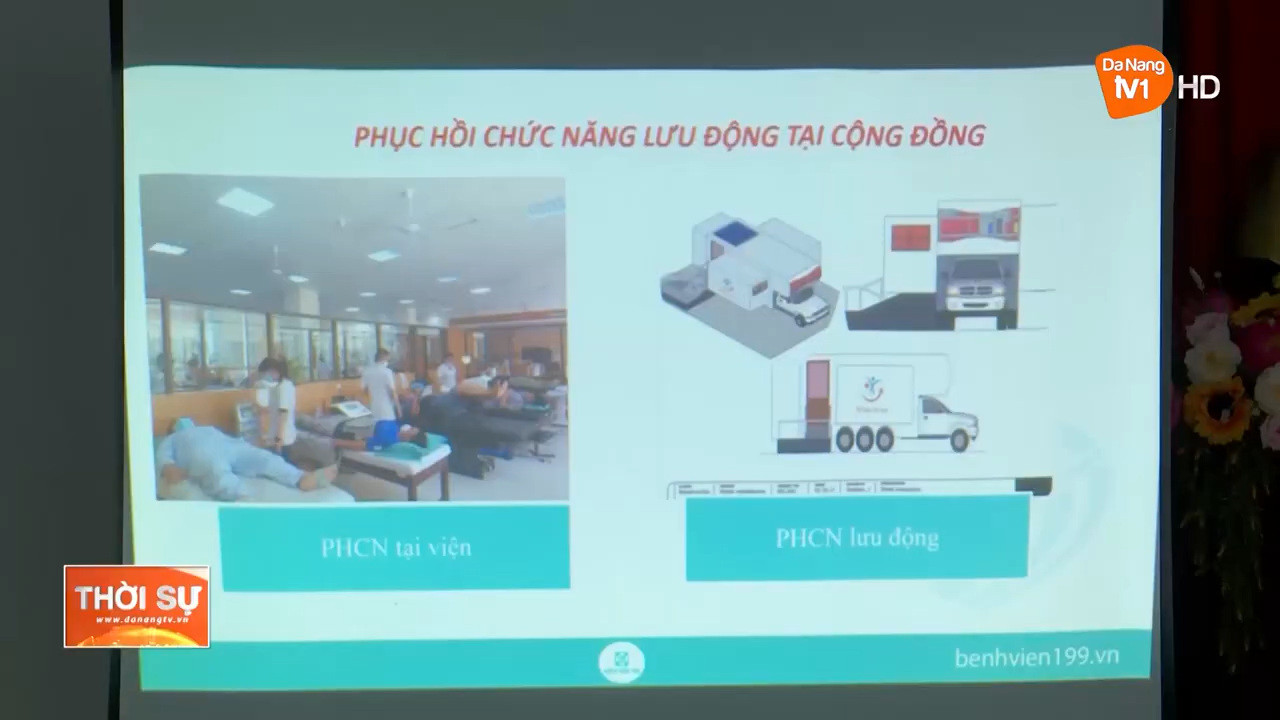 Da Nang
TV1 HD
PHỤC HỒI CHỨC NĂNG LƯU ĐỘNG TẠI CỘNG ĐỒNG
PHCN tại viện
PHCN lưu động
THỜI SỰ
www.danangtv.vn
benhvien199.vn